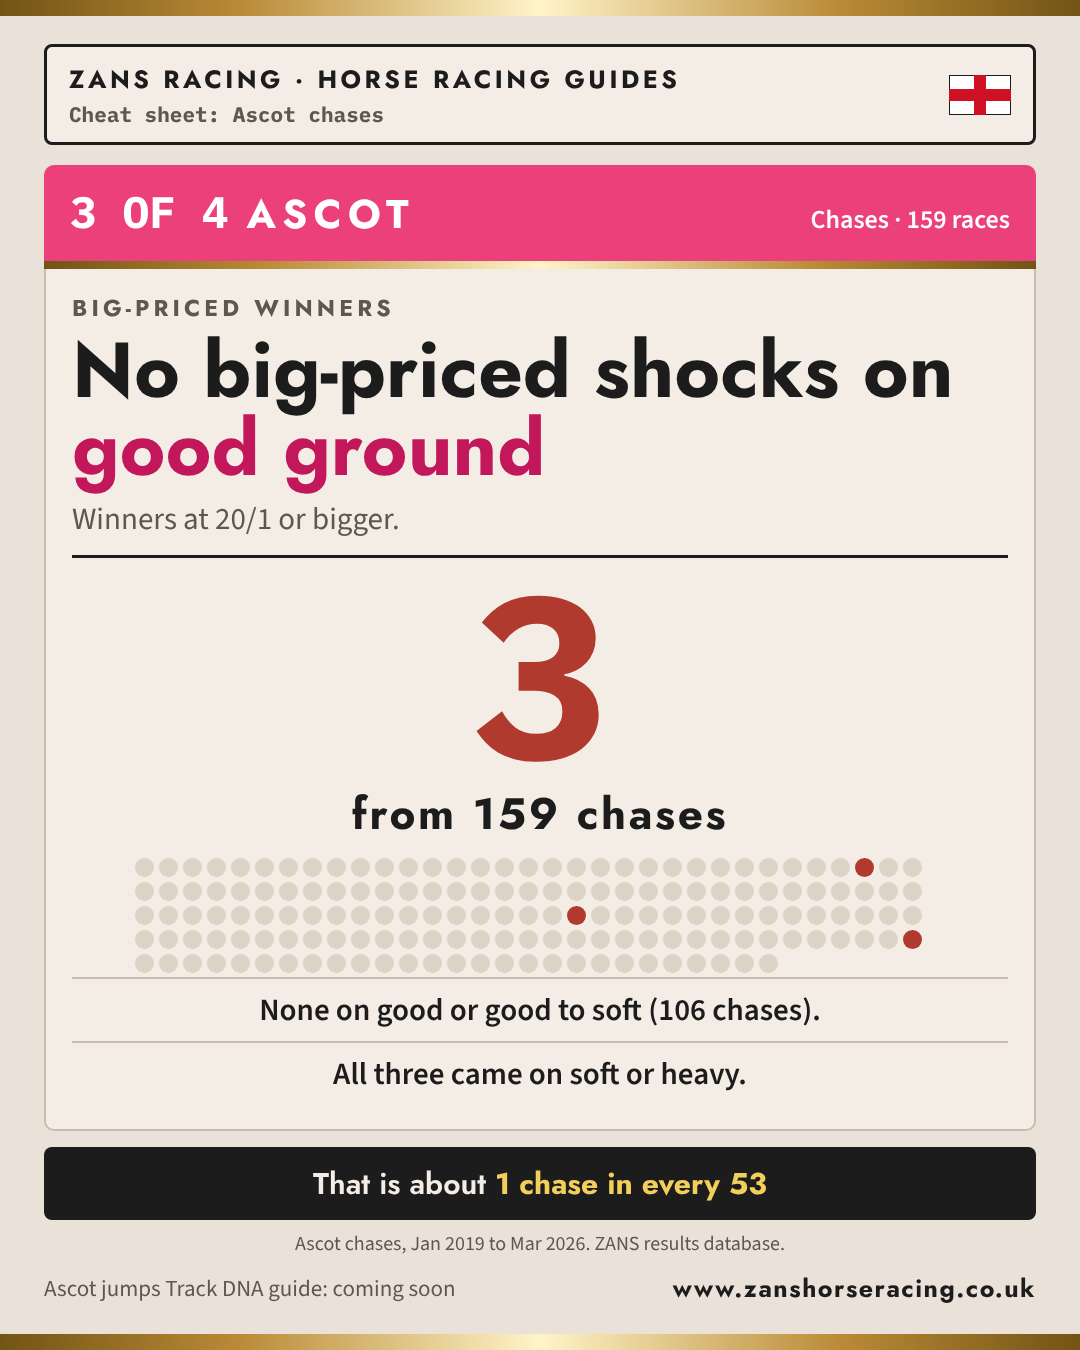 ZANS RACING · HORSE RACING GUIDES
Cheat sheet: Ascot chases
3 OF 4 ASCOT
Chases · 159 races
BIG-PRICED WINNERS
No big-priced shocks on
good ground
Winners at 20/1 or bigger.
3
from 159 chases
None on good or good to soft (106 chases).
All three came on soft or heavy.
That is about 1 chase in every 53
Ascot chases, Jan 2019 to Mar 2026. ZANS results database.
Ascot jumps Track DNA guide: coming soon
www.zanshorseracing.co.uk